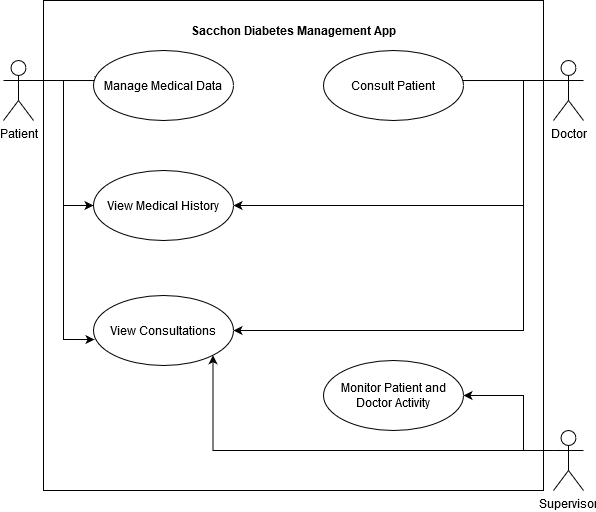 Sacchon Diabetes Management App
Manage Medical Data
Consult Patient
Patient
Doctor
View Medical History
View Consultations
Monitor Patient and
Doctor Activity
Supervisor